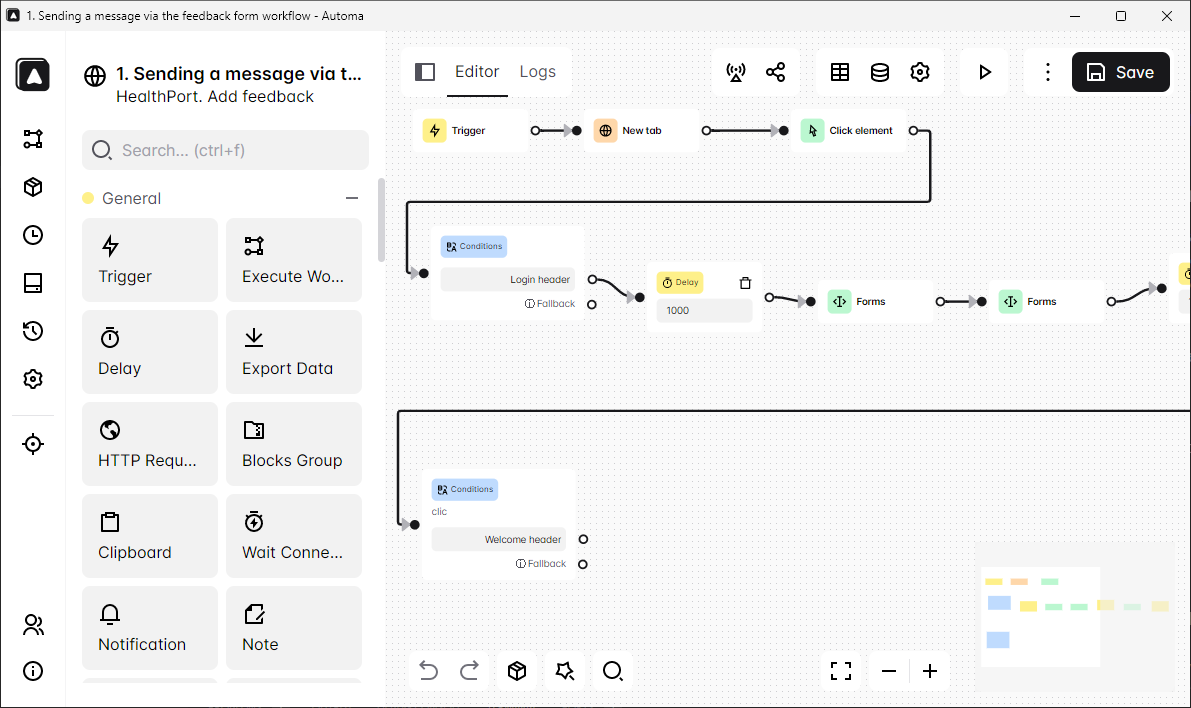 1. Sending a message via the feedback form workflow - Automa
1. Sending a message via t...
HealthPort. Add feedback
Search... (ctrl+f)
General
Trigger
Execute Wo...
Delay
Export Data
HTTP Requ...
Blocks Group
Clipboard
Wait Conne...
Notification
Note
Editor
Logs
Save
Trigger
New tab
Click element
Conditions
Login header
Fallback
Delay
1000
Forms
Forms
Conditions
clic
Welcome header
Fallback